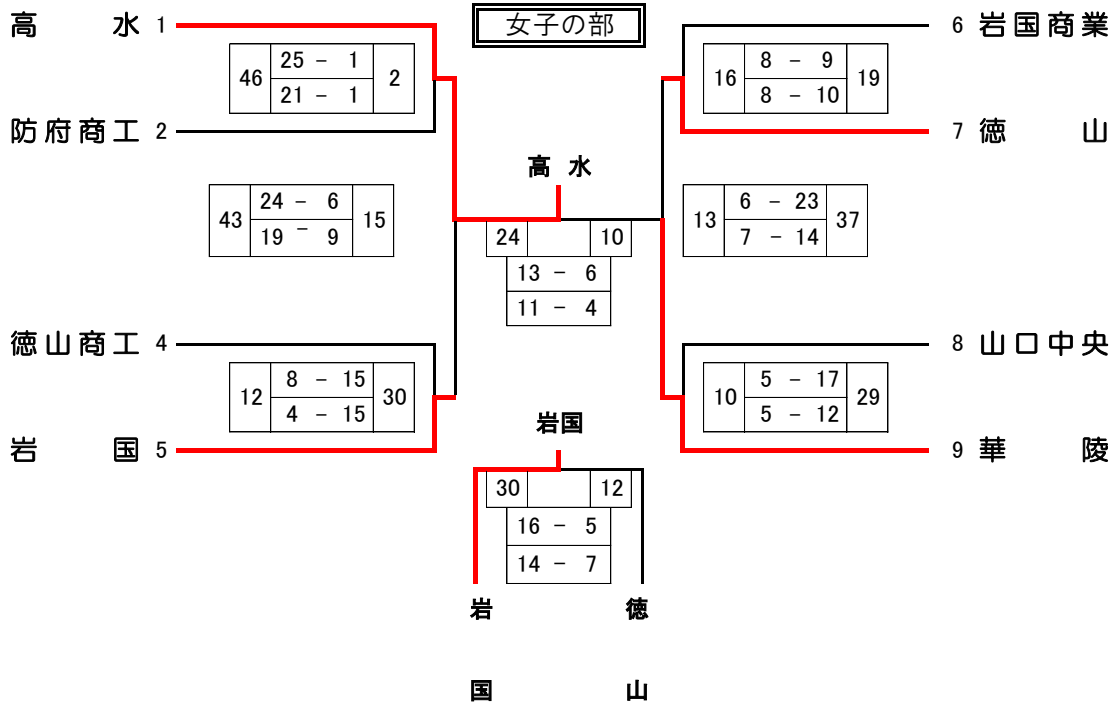 女子の部
高水 1
46 25 - 1 2
21 - 1
防府商工 2
43 24 - 6 15
19 - 9
徳山商工 4
12 8 - 15 30
4 - 15
岩国 5
6 岩国商業
16 8 - 9 19
8 - 10
7 徳山
13 6 - 23 37
7 - 14
8 山口中央
10 5 - 17 29
5 - 12
9 華陵
高水
24 10
13 - 6
11 - 4
岩国
30 12
16 - 5
14 - 7
岩国
徳山